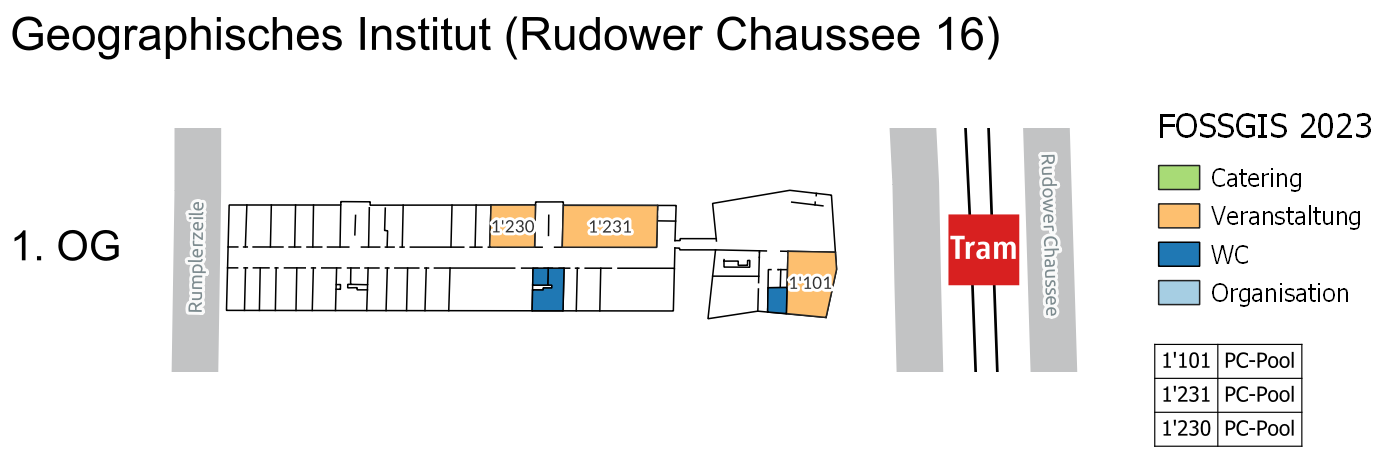 Geographisches Institut (Rudower Chaussee 16)
1. OG
Rumplerzeile
1'230
1'231
1'101
Tram
Rudower Chaussee
FOSSGIS 2023
Catering
Veranstaltung
WC
Organisation
1'101 PC-Pool
1'231 PC-Pool
1'230 PC-Pool